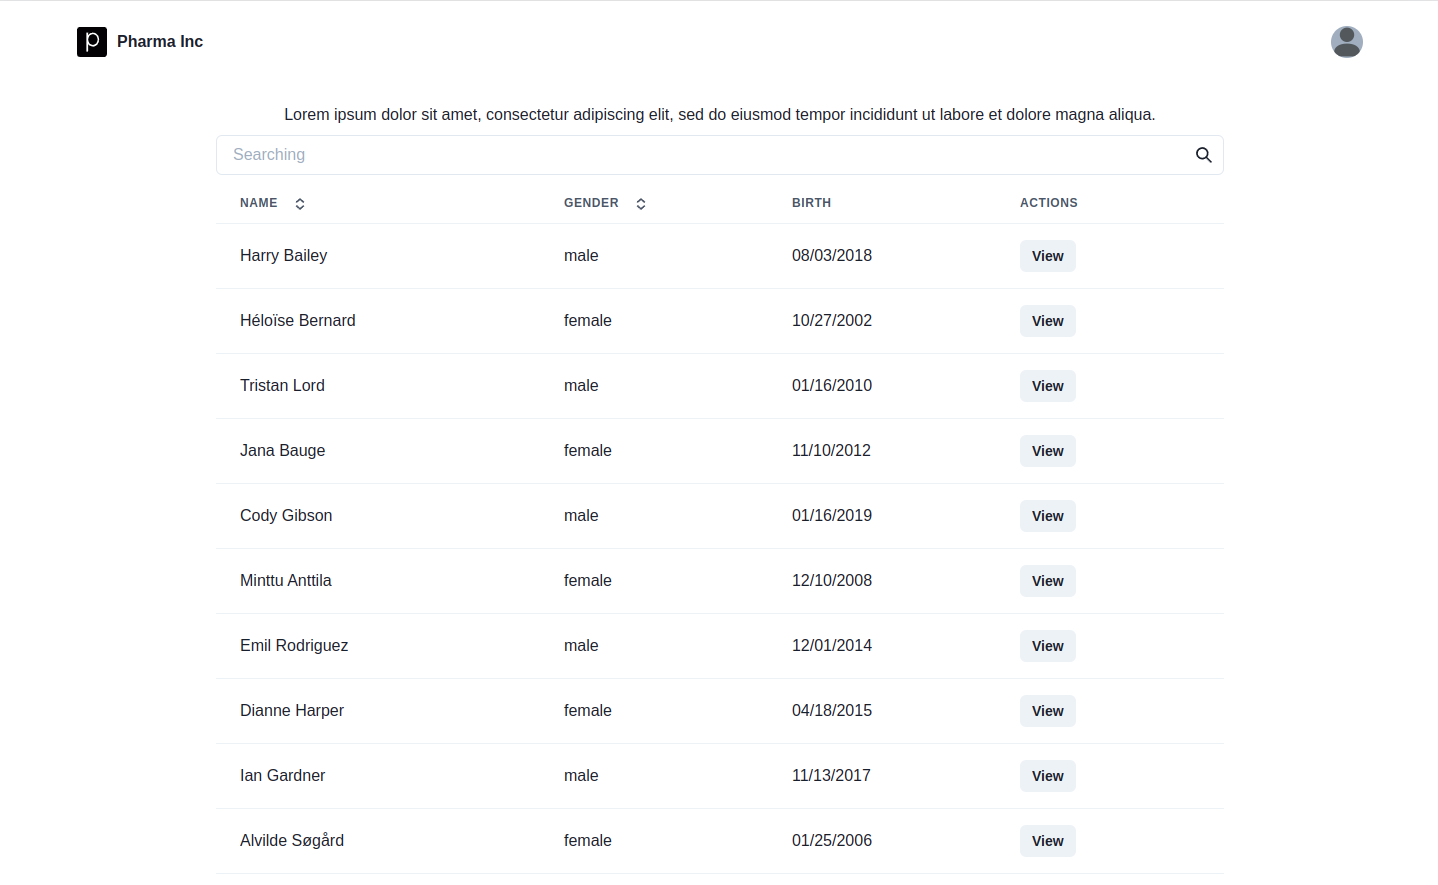 p Pharma Inc
Lorem ipsum dolor sit amet, consectetur adipiscing elit, sed do eiusmod tempor incididunt ut labore et dolore magna aliqua.
Searching
NAME GENDER BIRTH ACTIONS
Harry Bailey male 08/03/2018 View
Héloïse Bernard female 10/27/2002 View
Tristan Lord male 01/16/2010 View
Jana Bauge female 11/10/2012 View
Cody Gibson male 01/16/2019 View
Minttu Anttila female 12/10/2008 View
Emil Rodriguez male 12/01/2014 View
Dianne Harper female 04/18/2015 View
Ian Gardner male 11/13/2017 View
Alvilde Søgård female 01/25/2006 View